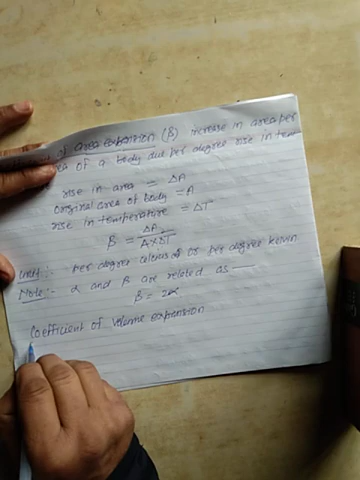 of area expansion (β) increase in area per
area of a body due per degree rise in tem-
rise in area = ΔA
original area of body = A
rise in temperature = ΔT
β = ΔA / A×ΔT
Unit :- per degree celcius or per degree kelvin
Note :- α and β are related as —
β = 2α
Coefficient of volume expansion